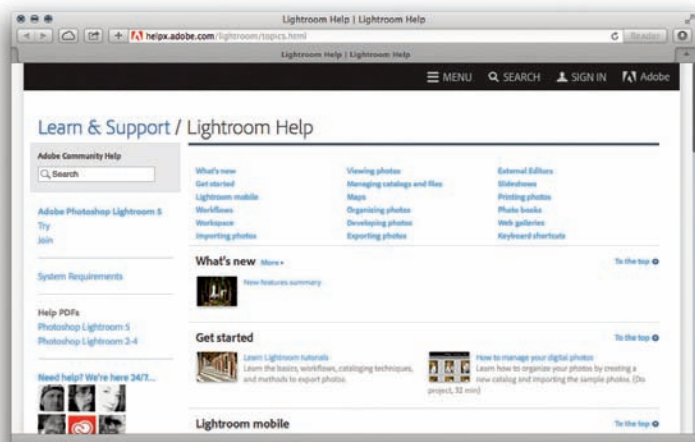 Lightroom Help | Lightroom Help
helpx.adobe.com/lightroom/topics.html
Reader
Lightroom Help | Lightroom Help
MENU SEARCH SIGN IN Adobe
Learn & Support / Lightroom Help
Adobe Community Help
Search
Adobe Photoshop Lightroom 5
Try
Join
System Requirements
Help PDFs
Photoshop Lightroom 5
Photoshop Lightroom 2-4
Need help? We're here 24/7...
What's new
Get started
Lightroom mobile
Workflows
Workspace
Importing photos
Viewing photos
Managing catalogs and files
Maps
Organizing photos
Developing photos
Exporting photos
External Editors
Slideshows
Printing photos
Photo books
Web galleries
Keyboard shortcuts
What's new More
To the top
New features summary
Get started
To the top
Learn Lightroom tutorials
Learn the basics, workflows, cataloging techniques,
and methods to export photos.
How to manage your digital photos
Learn how to organize your photos by creating a
new catalog and importing the sample photos. (Do
project, 32 min)
Lightroom mobile
To the top